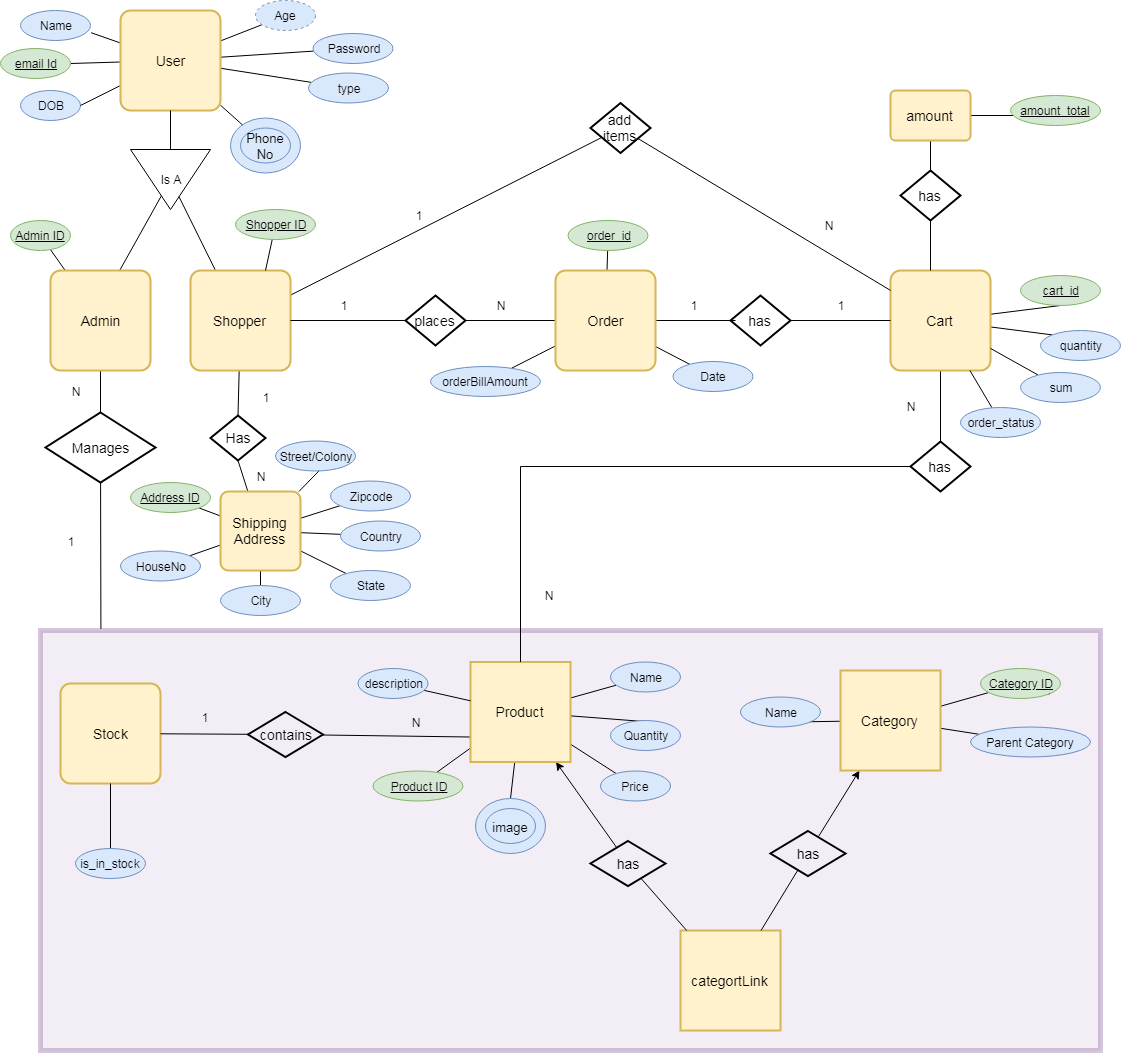 Age
Name
User
Password
email Id
type
DOB
Phone
No
amount_total
amount
add
items
Is A
has
1
N
Admin ID
Shopper ID
order_id
cart_id
Admin
Shopper
1
places
N
Order
1
has
1
Cart
quantity
orderBillAmount
Date
sum
order_status
N
1
N
Manages
Has
has
Street/Colony
N
Address ID
Zipcode
Shipping
Address
Country
1
HouseNo
State
City
N
description
Name
Category ID
Product
Name
Category
1
N
Stock
contains
Quantity
Parent Category
Product ID
Price
image
is_in_stock
has
has
categortLink